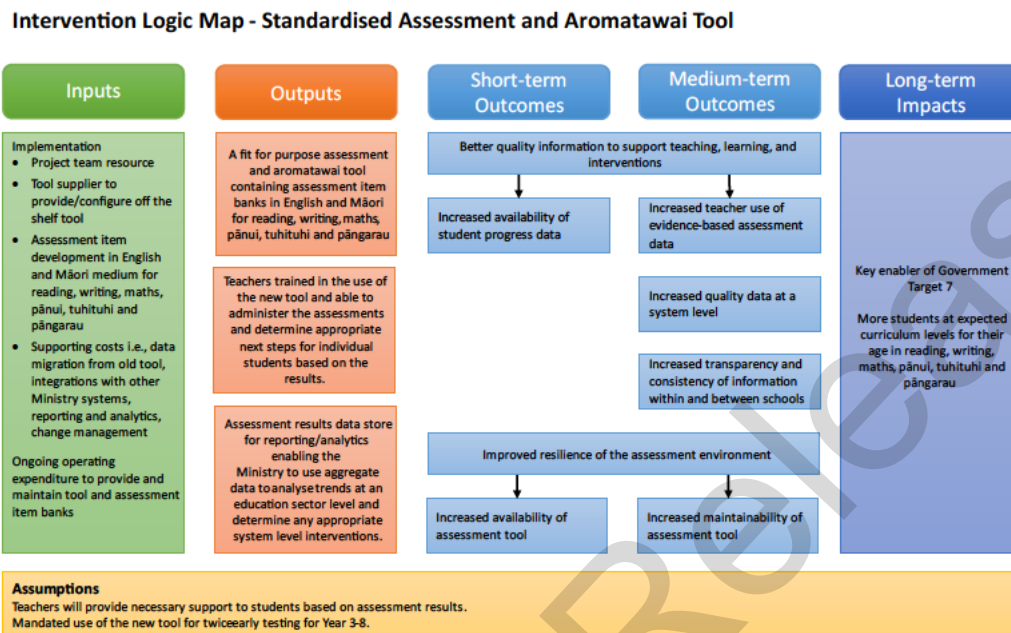 Intervention Logic Map - Standardised Assessment and Aromatawai Tool
Inputs
Implementation
• Project team resource
• Tool supplier to
provide/configure off the
shelf tool
• Assessment item
development in English
and Māori medium for
reading, writing, maths,
pānui, tuhituhi and
pāngarau
• Supporting costs i.e., data
migration from old tool,
integrations with other
Ministry systems,
reporting and analytics,
change management
Ongoing operating
expenditure to provide and
maintain tool and assessment
item banks
Outputs
A fit for purpose assessment
and aromatawai tool
containing assessment item
banks in English and Māori
for reading, writing, maths,
pānui, tuhituhi and pāngarau
Teachers trained in the use of
the new tool and able to
administer the assessments
and determine appropriate
next steps for individual
students based on the
results.
Assessment results data store
for reporting/analytics
enabling the
Ministry to use aggregate
data to analyse trends at an
education sector level and
determine any appropriate
system level interventions.
Short-term
Outcomes
Medium-term
Outcomes
Better quality information to support teaching, learning, and
interventions
Increased availability of
student progress data
Increased teacher use of
evidence-based assessment
data
Increased quality data at a
system level
Increased transparency and
consistency of information
within and between schools
Improved resilience of the assessment environment
Increased availability of
assessment tool
Increased maintainability of
assessment tool
Long-term
Impacts
Key enabler of Government
Target 7
More students at expected
curriculum levels for their
age in reading, writing,
maths, pānui, tuhituhi and
pāngarau
Assumptions
Teachers will provide necessary support to students based on assessment results.
Mandated use of the new tool for twiceearly testing for Year 3-8.
Releas